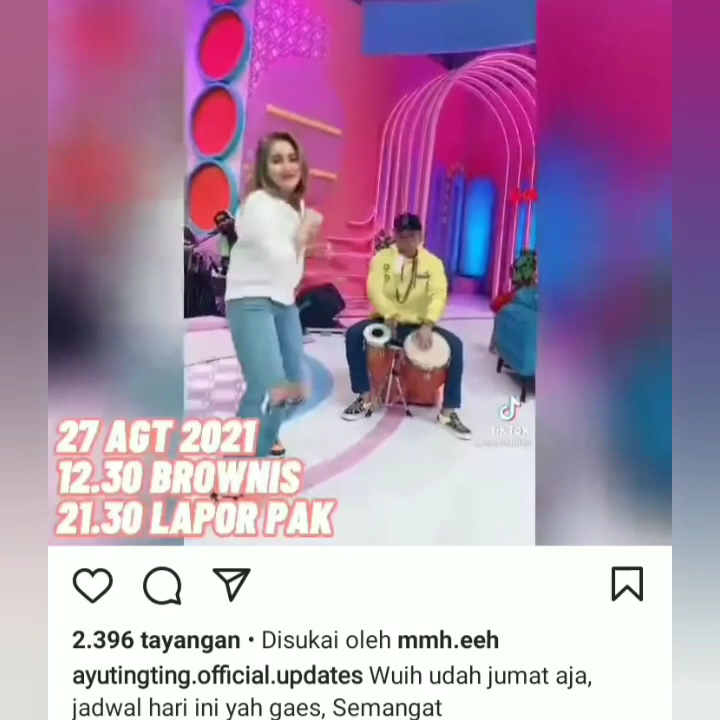 27 AGT 2021
12.30 BROWNIS
21.30 LAPOR PAK
TikTok
2.396 tayangan • Disukai oleh mmh.eeh
ayutingting.official.updates Wuih udah jumat aja,
jadwal hari ini yah gaes, Semangat